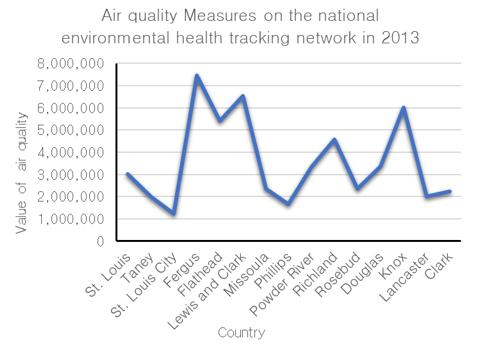 Air quality Measures on the national
environmental health tracking network in 2013
Value of air quality
8,000,000
7,000,000
6,000,000
5,000,000
4,000,000
3,000,000
2,000,000
1,000,000
0
St. Louis
Taney
St. Louis City
Fergus
Flathead
Lewis and Clark
Missoula
Phillips
Powder River
Richland
Rosebud
Douglas
Knox
Lancaster
Clark
Country